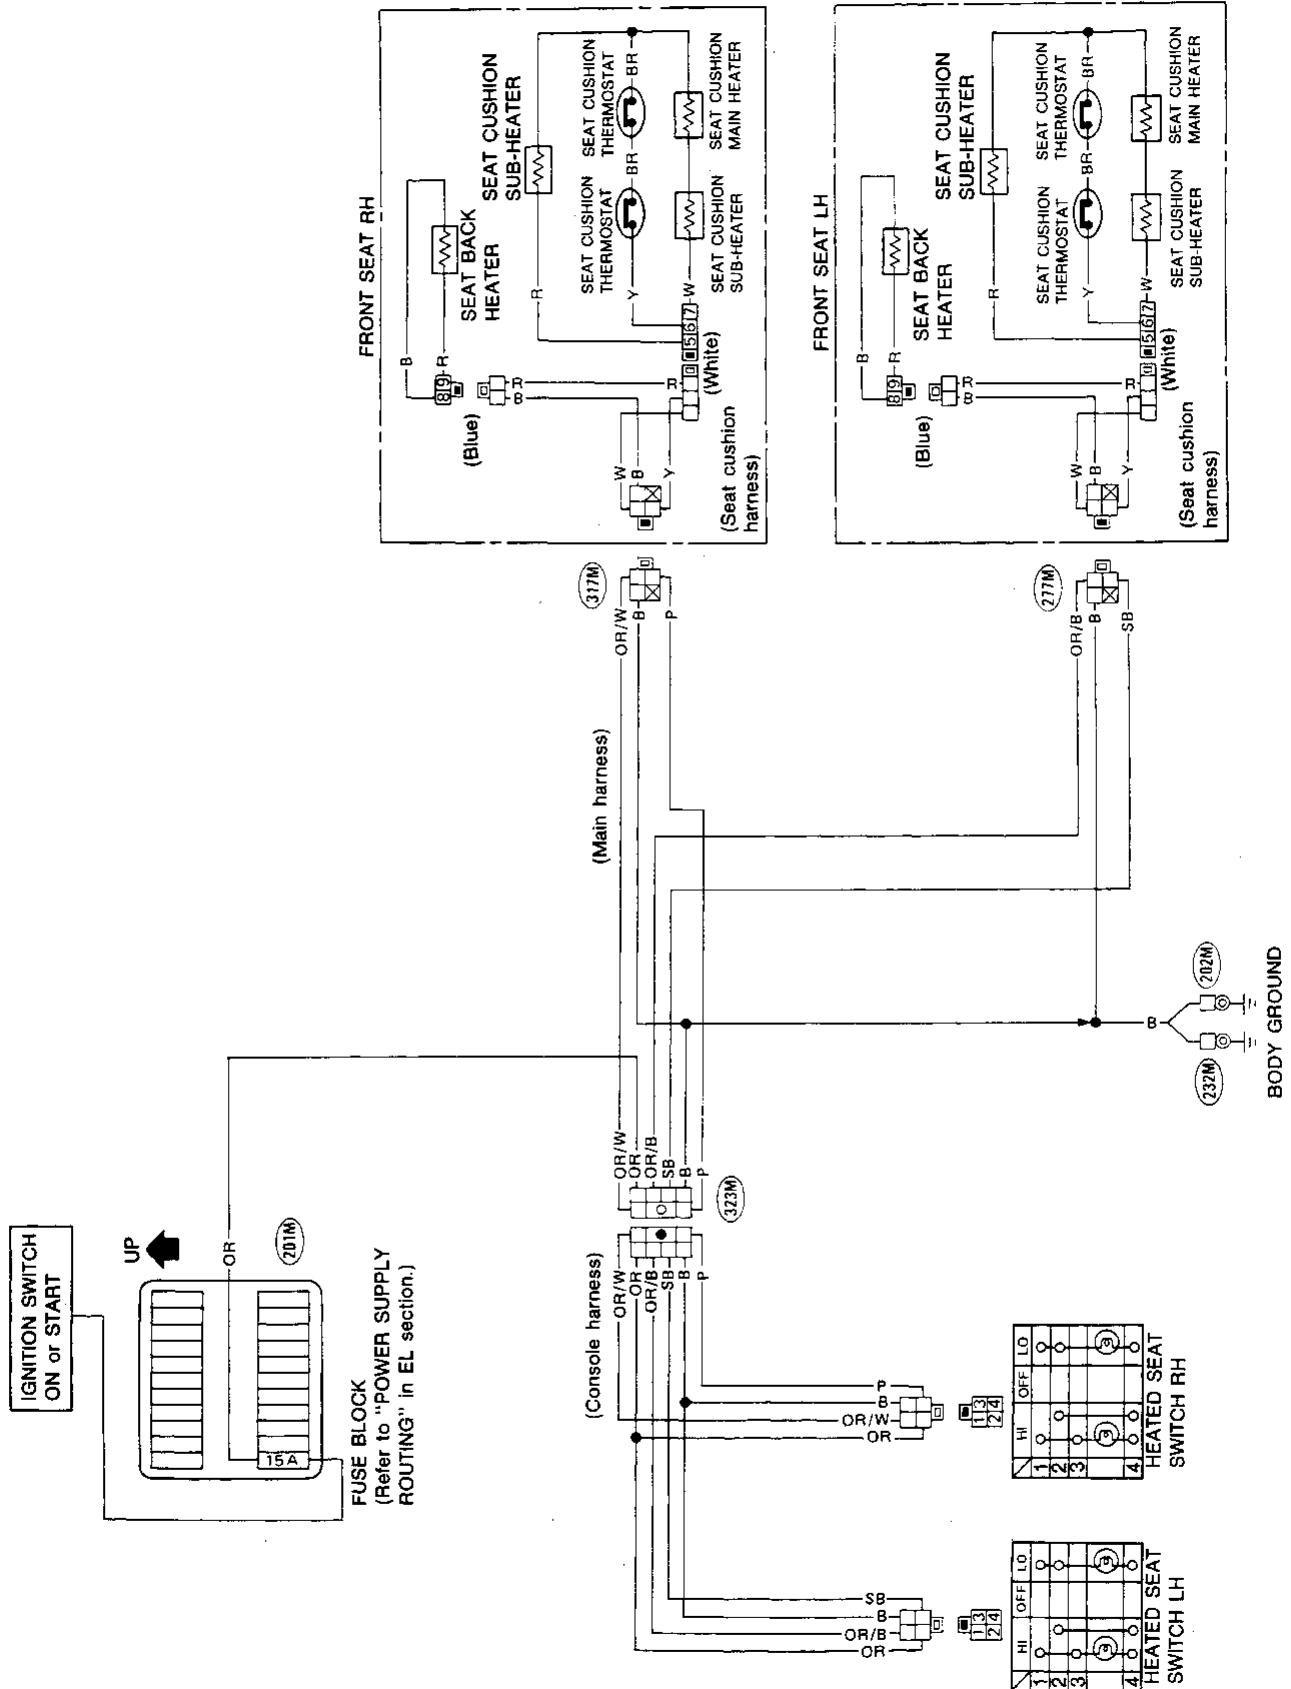 IGNITION SWITCH
ON or START
UP
OR
201M
15A
FUSE BLOCK
(Refer to "POWER SUPPLY
ROUTING" in EL section.)
FRONT SEAT RH
B
R
SEAT BACK
HEATER
8 9
(Blue)
R
B
SEAT CUSHION
SUB-HEATER
R
SEAT CUSHION
THERMOSTAT
BR
SEAT CUSHION
THERMOSTAT
BR
Y
SEAT CUSHION
MAIN HEATER
SEAT CUSHION
SUB-HEATER
W
5 6 7
(White)
R
W
B
Y
(Seat cushion
harness)
FRONT SEAT LH
B
R
SEAT BACK
HEATER
8 9
(Blue)
R
B
SEAT CUSHION
SUB-HEATER
R
SEAT CUSHION
THERMOSTAT
BR
SEAT CUSHION
THERMOSTAT
BR
Y
SEAT CUSHION
MAIN HEATER
SEAT CUSHION
SUB-HEATER
W
5 6 7
(White)
R
W
B
Y
(Seat cushion
harness)
317M
OR/W
B
P
277M
OR/B
B
SB
(Main harness)
OR/W
OR
OR/B
SB
B
P
323M
B
202M
232M
BODY GROUND
(Console harness)
OR/W
OR
OR/B
SB
B
P
P
B
OR/W
OR
1 3
2 4
HI OFF LO
1
2
3
4
HEATED SEAT
SWITCH RH
SB
B
OR/B
OR
1 3
2 4
HI OFF LO
1
2
3
4
HEATED SEAT
SWITCH LH